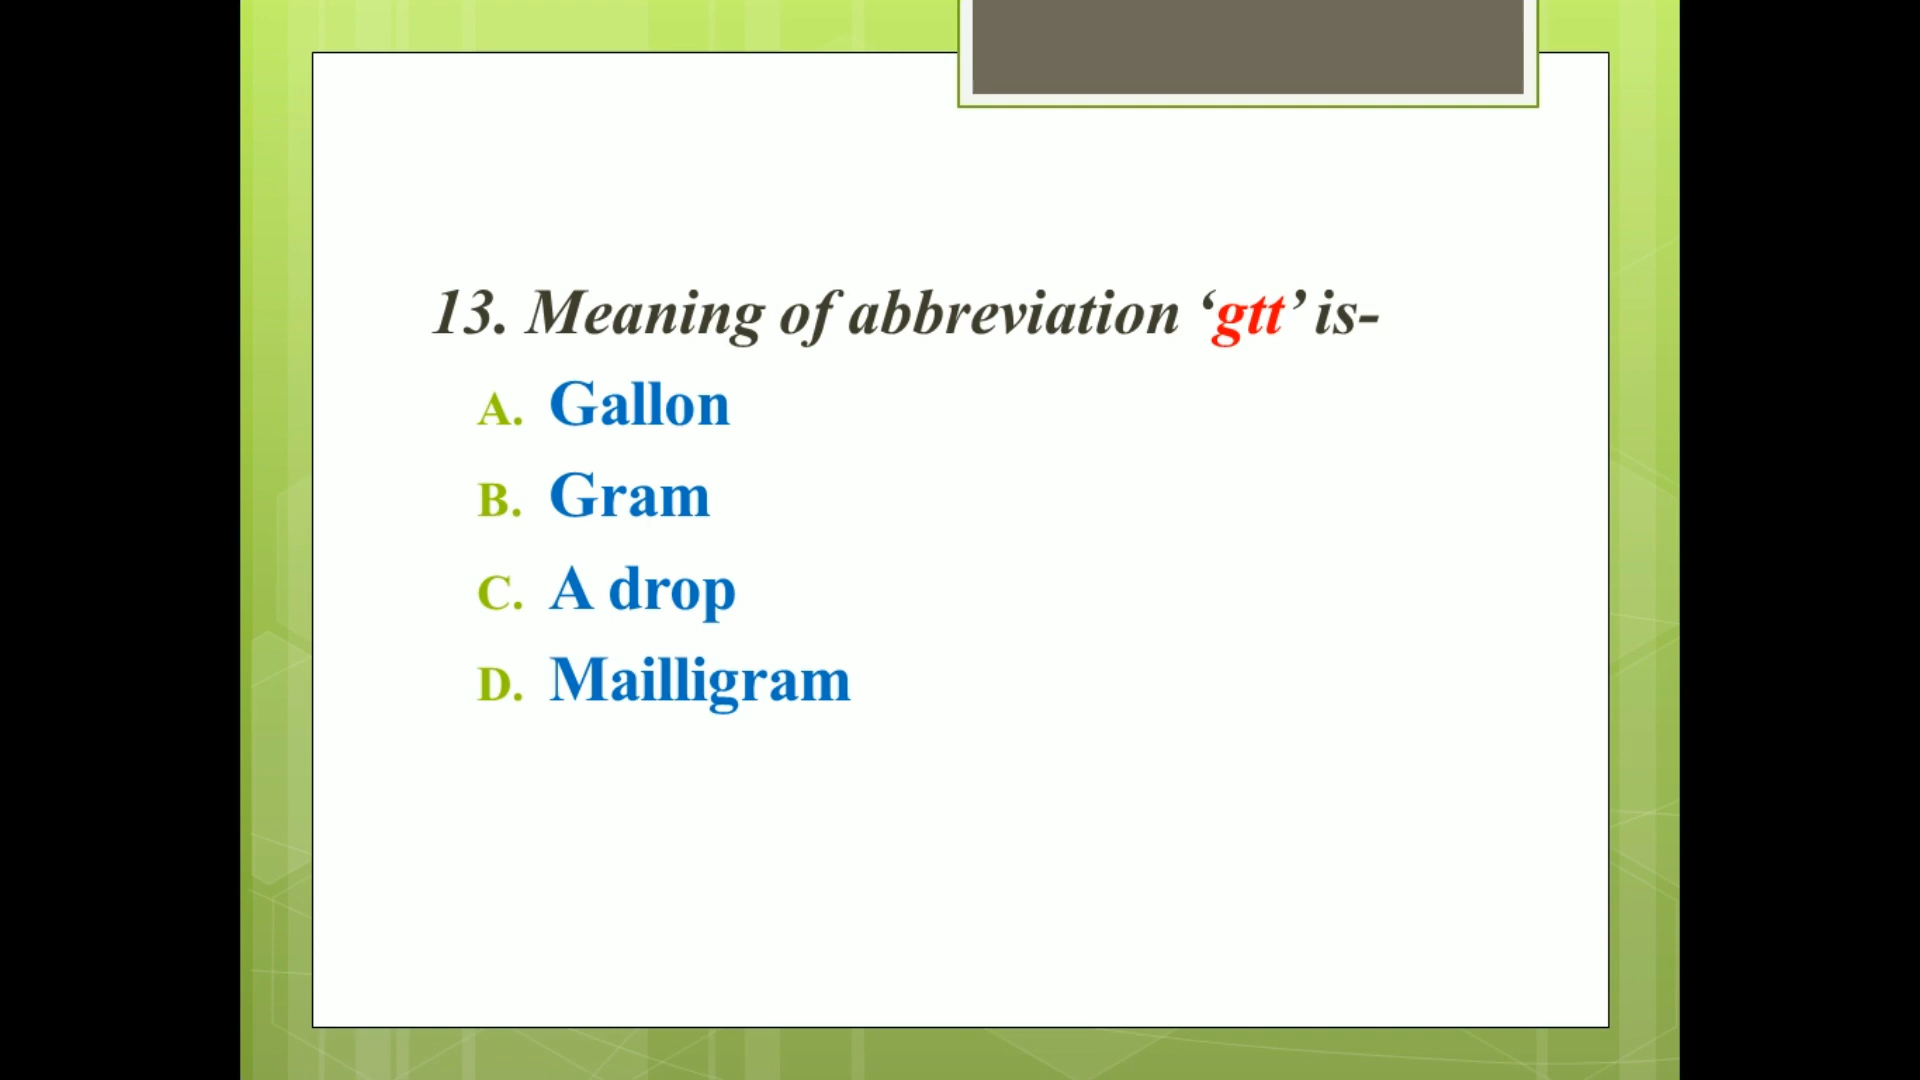 13. Meaning of abbreviation ‘gtt’ is-
A. Gallon
B. Gram
C. A drop
D. Mailligram